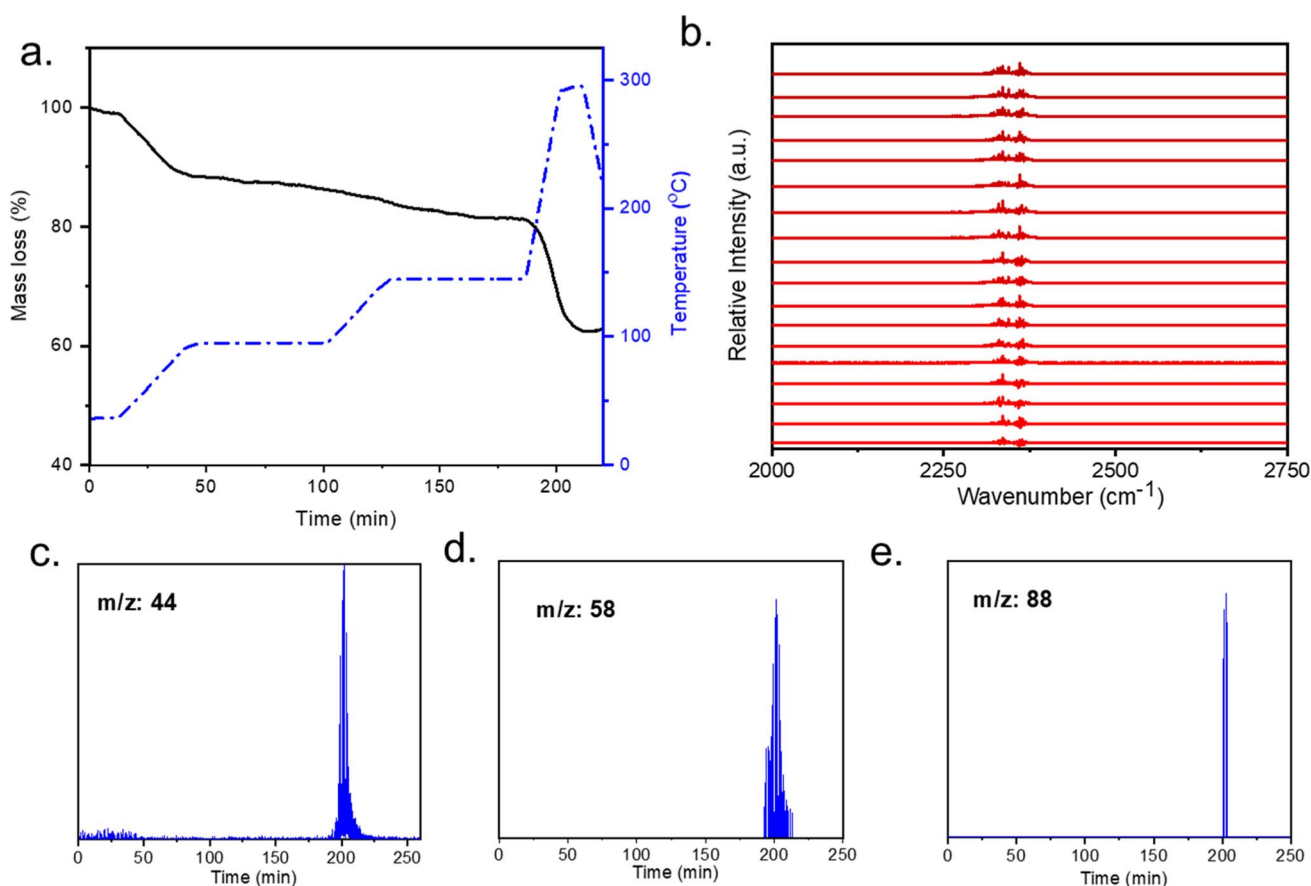 a.
Mass loss (%)
100
80
60
40
0
50
100
150
200
Time (min)
300
200
100
0
Temperature (°C)
b.
Relative Intensity (a.u.)
2000
2250
2500
2750
Wavenumber (cm-1)
c.
m/z: 44
0
50
100
150
200
250
Time (min)
d.
m/z: 58
0
50
100
150
200
250
Time (min)
e.
m/z: 88
0
50
100
150
200
250
Time (min)